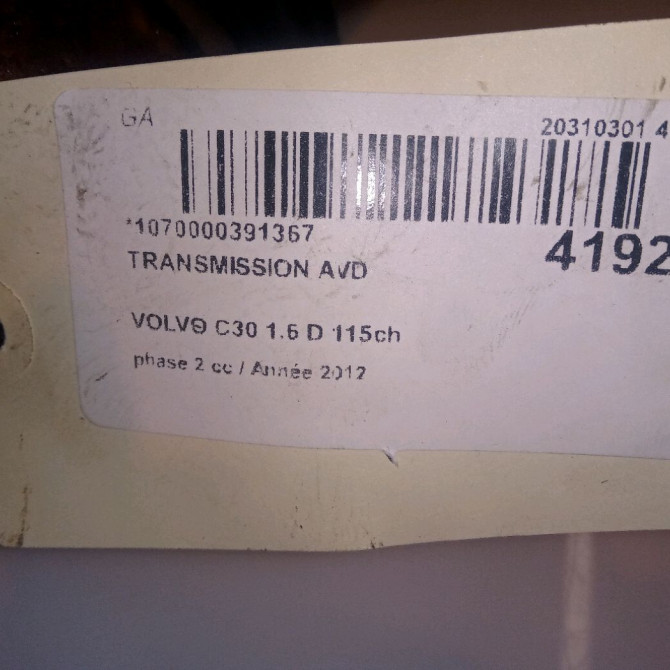 GA
20310301 4
*1070000391367
4192
TRANSMISSION AVD
VOLVO C30 1.6 D 115ch
phase 2 cc / Année 2012